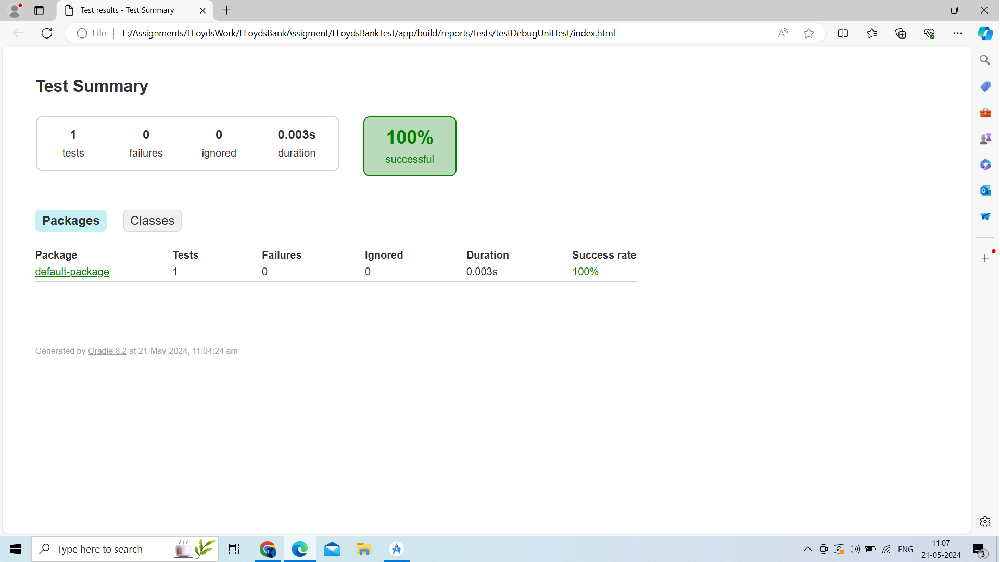 Test results - Test Summary
File
E:/Assignments/LLoydsWork/LLoydsBankAssigment/LLoydsBankTest/app/build/reports/tests/testDebugUnitTest/index.html
Test Summary
1 0 0 0.003s
tests failures ignored duration
100%
successful
Packages Classes
Package Tests Failures Ignored Duration Success rate
default-package 1 0 0 0.003s 100%
Generated by Gradle 8.2 at 21-May-2024, 11:04:24 am
Type here to search
ENG
11:07
21-05-2024
3